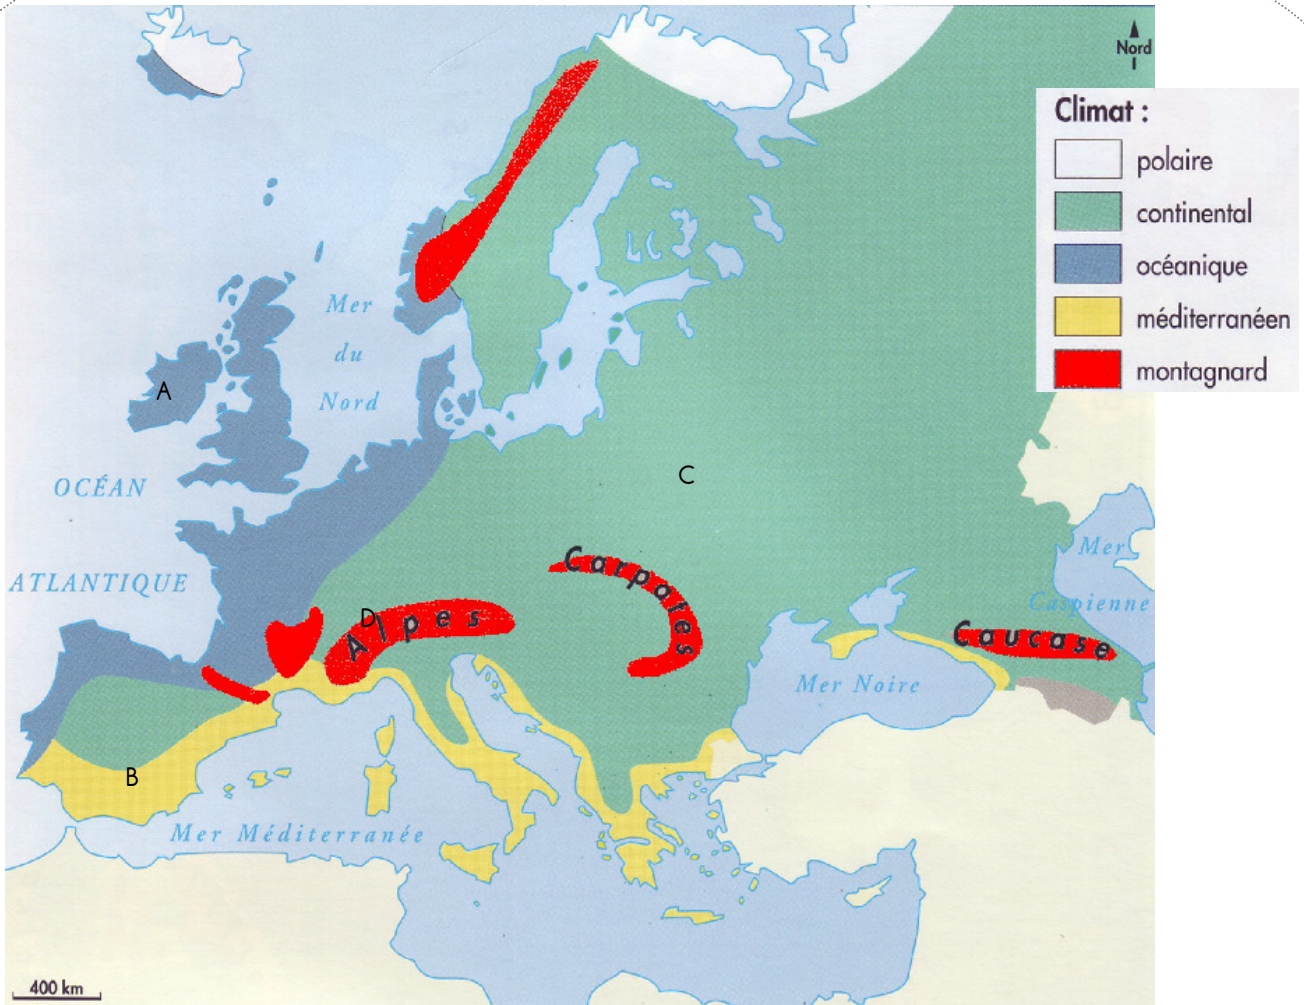 Nord
Climat :
polaire
continental
océanique
méditerranéen
montagnard
Mer
du
Nord
A
OCÉAN
ATLANTIQUE
C
Carpates
D
Alpes
Mer
Caspienne
Caucase
Mer Noire
B
Mer Méditerranée
400 km